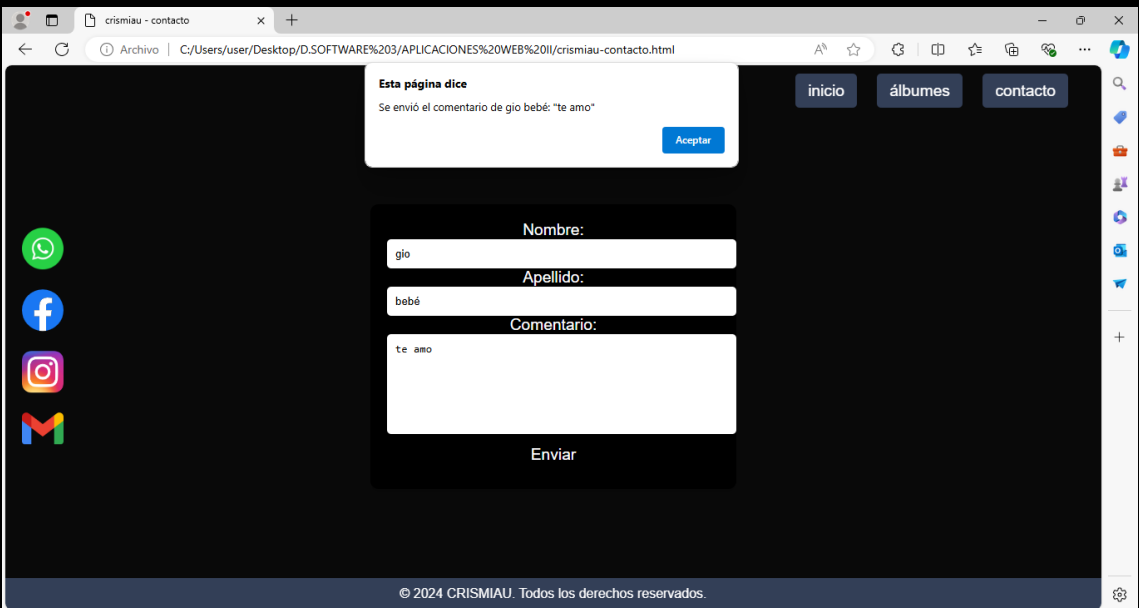 crismiau - contacto
Archivo
C:/Users/user/Desktop/D.SOFTWARE%203/APLICACIONES%20WEB%20II/crismiau-contacto.html
Esta página dice
Se envió el comentario de gio bebé: "te amo"
Aceptar
inicio
álbumes
contacto
Nombre:
gio
Apellido:
bebé
Comentario:
te amo
Enviar
© 2024 CRISMIAU. Todos los derechos reservados.